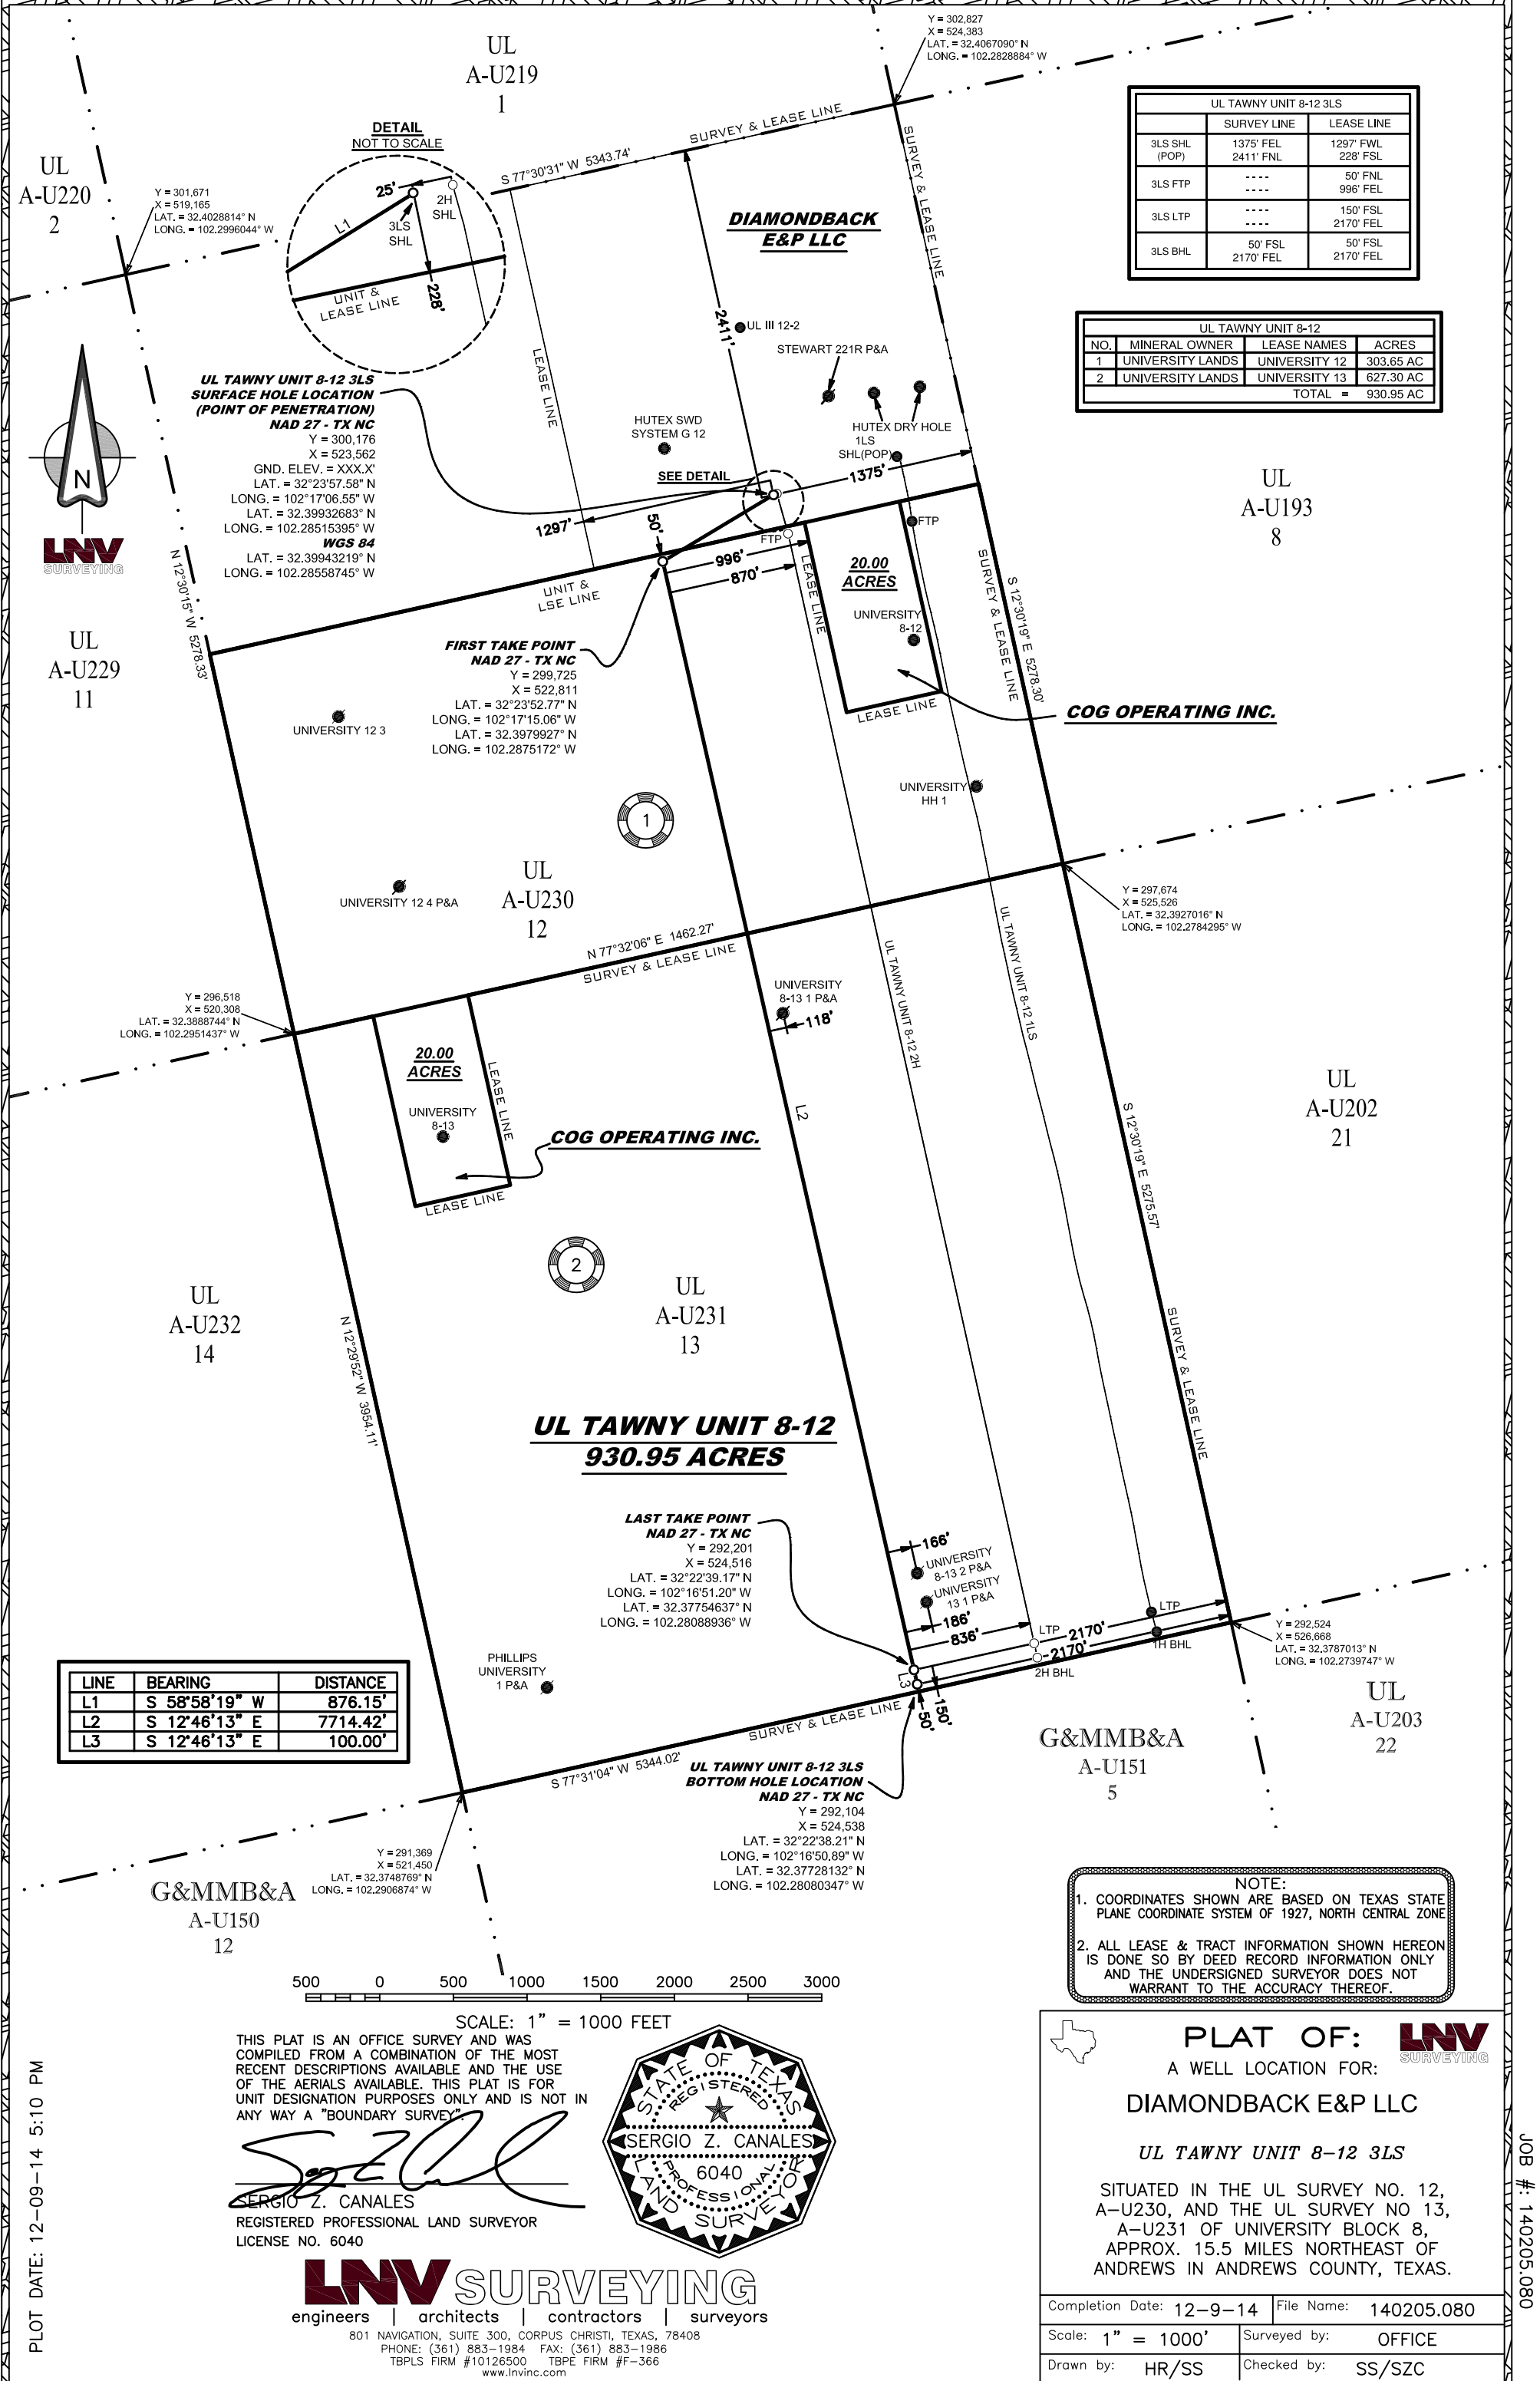 Y = 302,827
X = 524,383
LAT. = 32.4067090° N
LONG. = 102.2828884° W
UL
A-U219
1
DETAIL
NOT TO SCALE
25'
2H
SHL
L1
3LS
SHL
228'
UNIT &
LEASE LINE
S 77°30'31" W 5343.74'
SURVEY & LEASE LINE
SURVEY & LEASE LINE
UL TAWNY UNIT 8-12 3LS
SURVEY LINE LEASE LINE
3LS SHL (POP) 1375' FEL 2411' FNL 1297' FWL 228' FSL
3LS FTP ---- ---- 50' FNL 996' FEL
3LS LTP ---- ---- 150' FSL 2170' FEL
3LS BHL 50' FSL 2170' FEL 50' FSL 2170' FEL
UL
A-U220
2
Y = 301,671
X = 519,165
LAT. = 32.4028814° N
LONG. = 102.2996044° W
DIAMONDBACK
E&P LLC
UL TAWNY UNIT 8-12
NO. MINERAL OWNER LEASE NAMES ACRES
1 UNIVERSITY LANDS UNIVERSITY 12 303.65 AC
2 UNIVERSITY LANDS UNIVERSITY 13 627.30 AC
TOTAL = 930.95 AC
2411'
UL III 12-2
STEWART 221R P&A
LEASE LINE
UL TAWNY UNIT 8-12 3LS
SURFACE HOLE LOCATION
(POINT OF PENETRATION)
NAD 27 - TX NC
Y = 300,176
X = 523,562
GND. ELEV. = XXX.X'
LAT. = 32°23'57.58" N
LONG. = 102°17'06.55" W
LAT. = 32.39932683° N
LONG. = 102.28515395° W
WGS 84
LAT. = 32.39943219° N
LONG. = 102.28558745° W
HUTEX SWD
SYSTEM G 12
HUTEX DRY HOLE
1LS
SHL(POP)
SEE DETAIL
1375'
1297'
50'
N
LNV
SURVEYING
UL
A-U193
8
FTP
FTP
996'
870'
LEASE LINE
20.00
ACRES
UNIVERSITY
8-12
LEASE LINE
UNIT &
LSE LINE
N 12°30'15" W 5278.33'
SURVEY & LEASE LINE
S 12°30'19" E 5278.30'
UL
A-U229
11
FIRST TAKE POINT
NAD 27 - TX NC
Y = 299,725
X = 522,811
LAT. = 32°23'52.77" N
LONG. = 102°17'15.06" W
LAT. = 32.3979927° N
LONG. = 102.2875172° W
COG OPERATING INC.
UNIVERSITY 12 3
UNIVERSITY
HH 1
1
UL
A-U230
12
UNIVERSITY 12 4 P&A
Y = 297,674
X = 525,526
LAT. = 32.3927016° N
LONG. = 102.2784295° W
N 77°32'06" E 1462.27'
SURVEY & LEASE LINE
UL TAWNY UNIT 8-12 2H
UL TAWNY UNIT 8-12 1LS
UNIVERSITY
8-13 1 P&A
118'
Y = 296,518
X = 520,308
LAT. = 32.3888744° N
LONG. = 102.2951437° W
20.00
ACRES
LEASE LINE
UNIVERSITY
8-13
LEASE LINE
COG OPERATING INC.
L2
UL
A-U202
21
S 12°30'19" E 5275.57'
2
UL
A-U232
14
UL
A-U231
13
N 12°29'52" W 3954.11'
SURVEY & LEASE LINE
UL TAWNY UNIT 8-12
930.95 ACRES
LAST TAKE POINT
NAD 27 - TX NC
Y = 292,201
X = 524,516
LAT. = 32°22'39.17" N
LONG. = 102°16'51.20" W
LAT. = 32.37754637° N
LONG. = 102.28088936° W
166'
UNIVERSITY
8-13 2 P&A
UNIVERSITY
13 1 P&A
186'
836'
LTP
2170'
LTP
2170'
1H BHL
2H BHL
L3
150'
50'
Y = 292,524
X = 526,668
LAT. = 32.3787013° N
LONG. = 102.2739747° W
PHILLIPS
UNIVERSITY
1 P&A
LINE BEARING DISTANCE
L1 S 58°58'19" W 876.15'
L2 S 12°46'13" E 7714.42'
L3 S 12°46'13" E 100.00'
SURVEY & LEASE LINE
S 77°31'04" W 5344.02'
UL
A-U203
22
G&MMB&A
A-U151
5
UL TAWNY UNIT 8-12 3LS
BOTTOM HOLE LOCATION
NAD 27 - TX NC
Y = 292,104
X = 524,538
LAT. = 32°22'38.21" N
LONG. = 102°16'50.89" W
LAT. = 32.37728132° N
LONG. = 102.28080347° W
Y = 291,369
X = 521,450
LAT. = 32.3748769° N
LONG. = 102.2906874° W
G&MMB&A
A-U150
12
NOTE:
1. COORDINATES SHOWN ARE BASED ON TEXAS STATE
PLANE COORDINATE SYSTEM OF 1927, NORTH CENTRAL ZONE
2. ALL LEASE & TRACT INFORMATION SHOWN HEREON
IS DONE SO BY DEED RECORD INFORMATION ONLY
AND THE UNDERSIGNED SURVEYOR DOES NOT
WARRANT TO THE ACCURACY THEREOF.
500 0 500 1000 1500 2000 2500 3000
SCALE: 1" = 1000 FEET
THIS PLAT IS AN OFFICE SURVEY AND WAS
COMPILED FROM A COMBINATION OF THE MOST
RECENT DESCRIPTIONS AVAILABLE AND THE USE
OF THE AERIALS AVAILABLE. THIS PLAT IS FOR
UNIT DESIGNATION PURPOSES ONLY AND IS NOT IN
ANY WAY A "BOUNDARY SURVEY".
SERGIO Z. CANALES
REGISTERED PROFESSIONAL LAND SURVEYOR
LICENSE NO. 6040
STATE OF TEXAS
REGISTERED
SERGIO Z. CANALES
6040
PROFESSIONAL
LAND SURVEYOR
LNV SURVEYING
engineers | architects | contractors | surveyors
801 NAVIGATION, SUITE 300, CORPUS CHRISTI, TEXAS, 78408
PHONE: (361) 883-1984 FAX: (361) 883-1986
TBPLS FIRM #10126500 TBPE FIRM #F-366
www.lnvinc.com
PLOT DATE: 12-09-14 5:10 PM
PLAT OF:
LNV
SURVEYING
A WELL LOCATION FOR:
DIAMONDBACK E&P LLC
UL TAWNY UNIT 8-12 3LS
SITUATED IN THE UL SURVEY NO. 12,
A-U230, AND THE UL SURVEY NO 13,
A-U231 OF UNIVERSITY BLOCK 8,
APPROX. 15.5 MILES NORTHEAST OF
ANDREWS IN ANDREWS COUNTY, TEXAS.
Completion Date: 12-9-14 File Name: 140205.080
Scale: 1" = 1000' Surveyed by: OFFICE
Drawn by: HR/SS Checked by: SS/SZC
JOB #: 140205.080